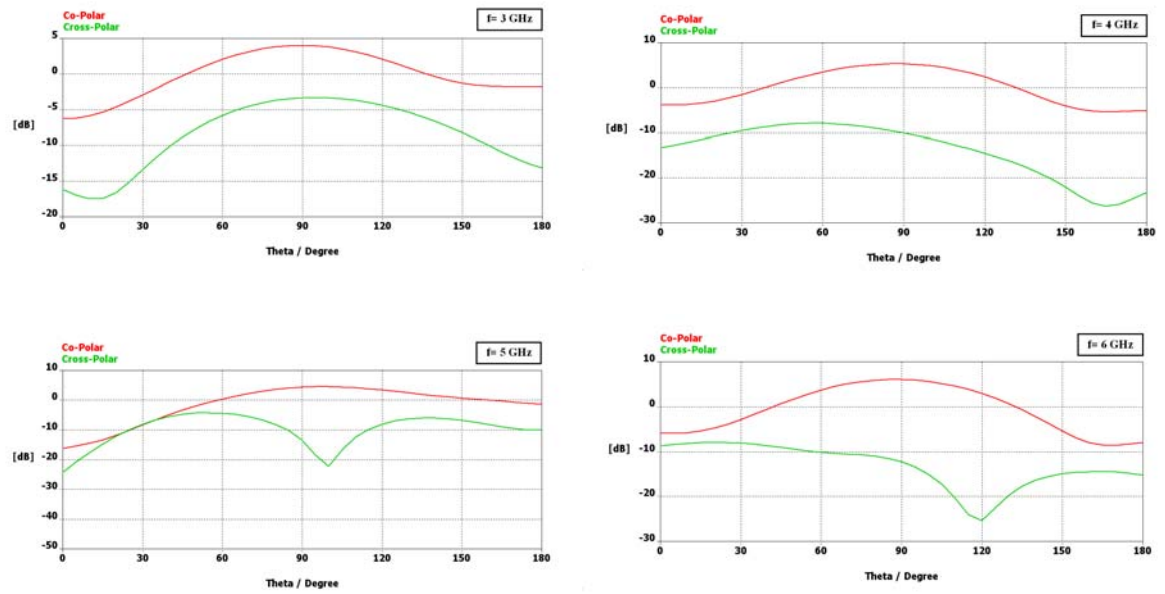 Co-Polar
Cross-Polar
f= 3 GHz
5
0
-5
[dB]
-10
-15
-20
0 30 60 90 120 150 180
Theta / Degree
Co-Polar
Cross-Polar
f= 4 GHz
10
0
-10
[dB]
-20
-30
0 30 60 90 120 150 180
Theta / Degree
Co-Polar
Cross-Polar
f= 5 GHz
10
0
-10
[dB]
-20
-30
-40
-50
0 30 60 90 120 150 180
Theta / Degree
Co-Polar
Cross-Polar
f= 6 GHz
10
0
-10
[dB]
-20
-30
0 30 60 90 120 150 180
Theta / Degree